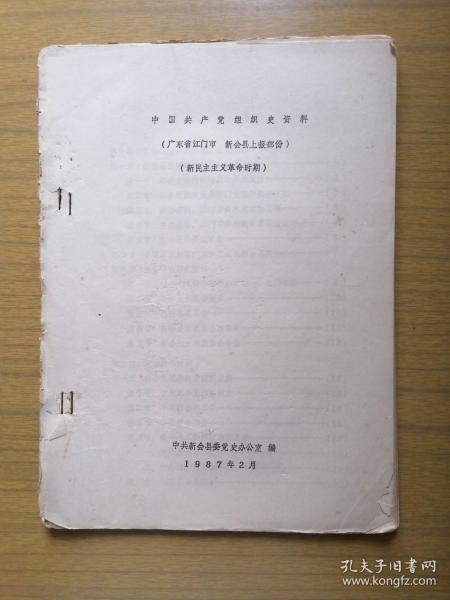 中国共产党组织史资料
(广东省江门市 新会县上报部份)
(新民主主义革命时期)
中共新会县委党史办公室 编
1987年2月
孔夫子旧书网
www.kongfz.com